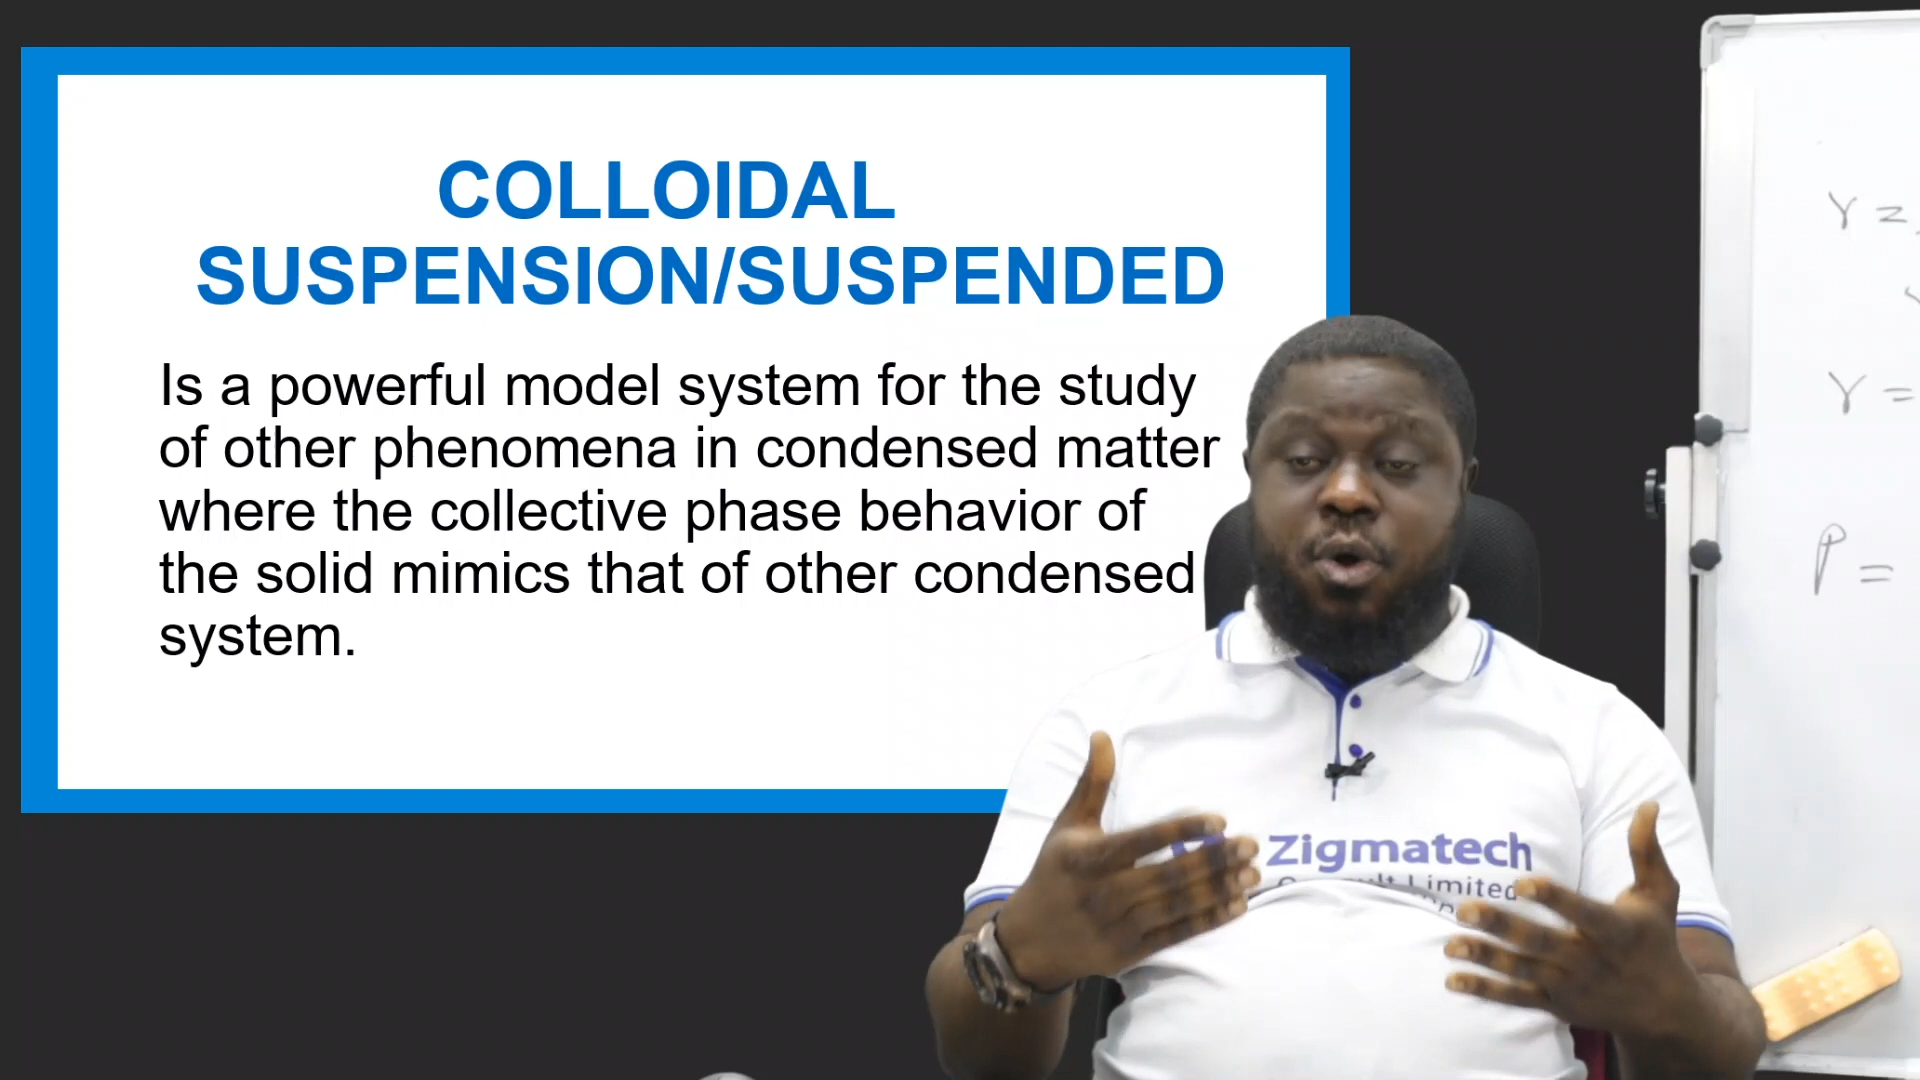 COLLOIDAL
SUSPENSION/SUSPENDED
Is a powerful model system for the study
of other phenomena in condensed matter
where the collective phase behavior of
the solid mimics that of other condensed
system.
Zigmatech
Limited
Y =
Y =
P =